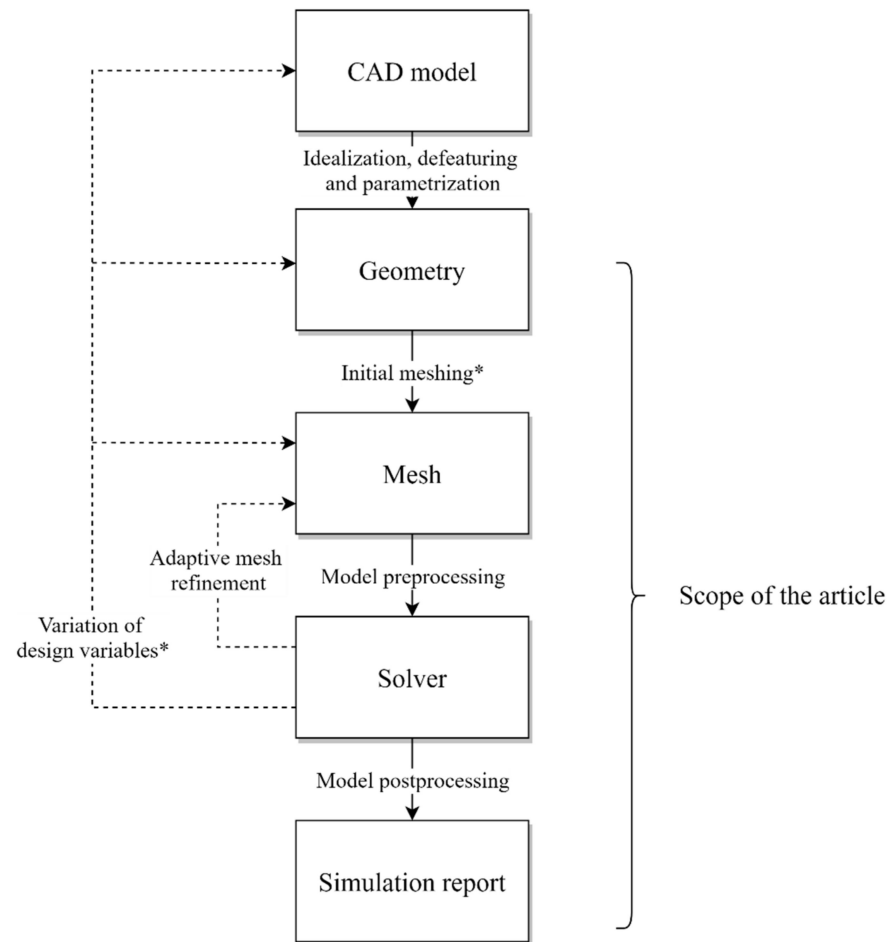 CAD model
Idealization, defeaturing
and parametrization
Geometry
Initial meshing*
Mesh
Adaptive mesh
refinement
Model preprocessing
Scope of the article
Variation of
design variables*
Solver
Model postprocessing
Simulation report